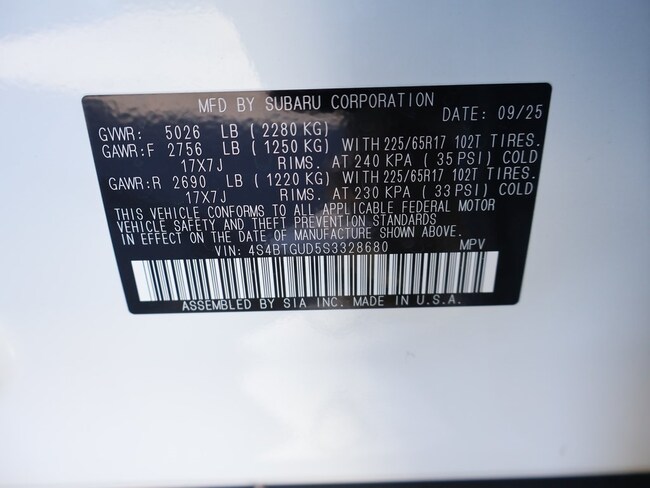 MFD BY SUBARU CORPORATION
DATE: 09/25
GVWR: 5026 LB (2280 KG)
GAWR:F 2756 LB (1250 KG) WITH 225/65R17 102T TIRES.
17X7J RIMS. AT 240 KPA (35 PSI) COLD
GAWR:R 2690 LB (1220 KG) WITH 225/65R17 102T TIRES.
17X7J RIMS. AT 230 KPA (33 PSI) COLD
THIS VEHICLE CONFORMS TO ALL APPLICABLE FEDERAL MOTOR
VEHICLE SAFETY AND THEFT PREVENTION STANDARDS
IN EFFECT ON THE DATE OF MANUFACTURE SHOWN ABOVE.
VIN: 4S4BTGUD5S3328680 MPV
ASSEMBLED BY SIA INC. MADE IN U.S.A.